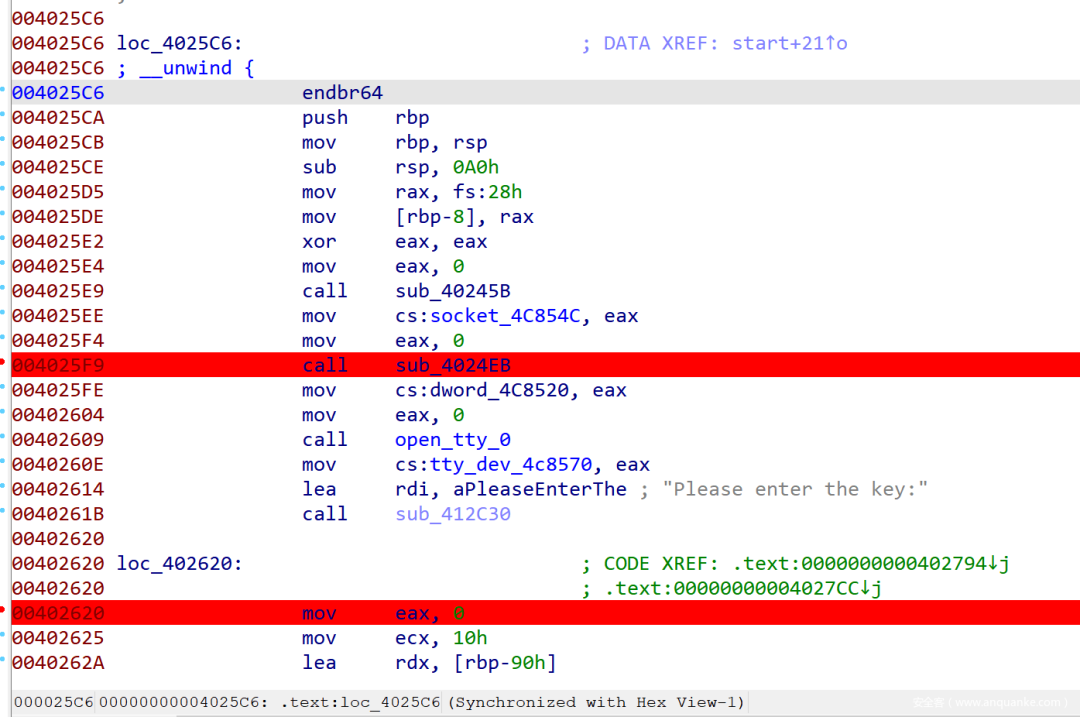 004025C6
004025C6 loc_4025C6: ; DATA XREF: start+21↑o
004025C6 ; __unwind {
004025C6 endbr64
004025CA push rbp
004025CB mov rbp, rsp
004025CE sub rsp, 0A0h
004025D5 mov rax, fs:28h
004025DE mov [rbp-8], rax
004025E2 xor eax, eax
004025E4 mov eax, 0
004025E9 call sub_40245B
004025EE mov cs:socket_4C854C, eax
004025F4 mov eax, 0
004025F9 call sub_4024EB
004025FE mov cs:dword_4C8520, eax
00402604 mov eax, 0
00402609 call open_tty_0
0040260E mov cs:tty_dev_4c8570, eax
00402614 lea rdi, aPleaseEnterThe ; "Please enter the key:"
0040261B call sub_412C30
00402620
00402620 loc_402620: ; CODE XREF: .text:0000000000402794↓j
00402620 ; .text:00000000004027CC↓j
00402620 mov eax, 0
00402625 mov ecx, 10h
0040262A lea rdx, [rbp-90h]
000025C6 00000000004025C6: .text:loc_4025C6 (Synchronized with Hex View-1)
安全客 ( www.anquanke.com )